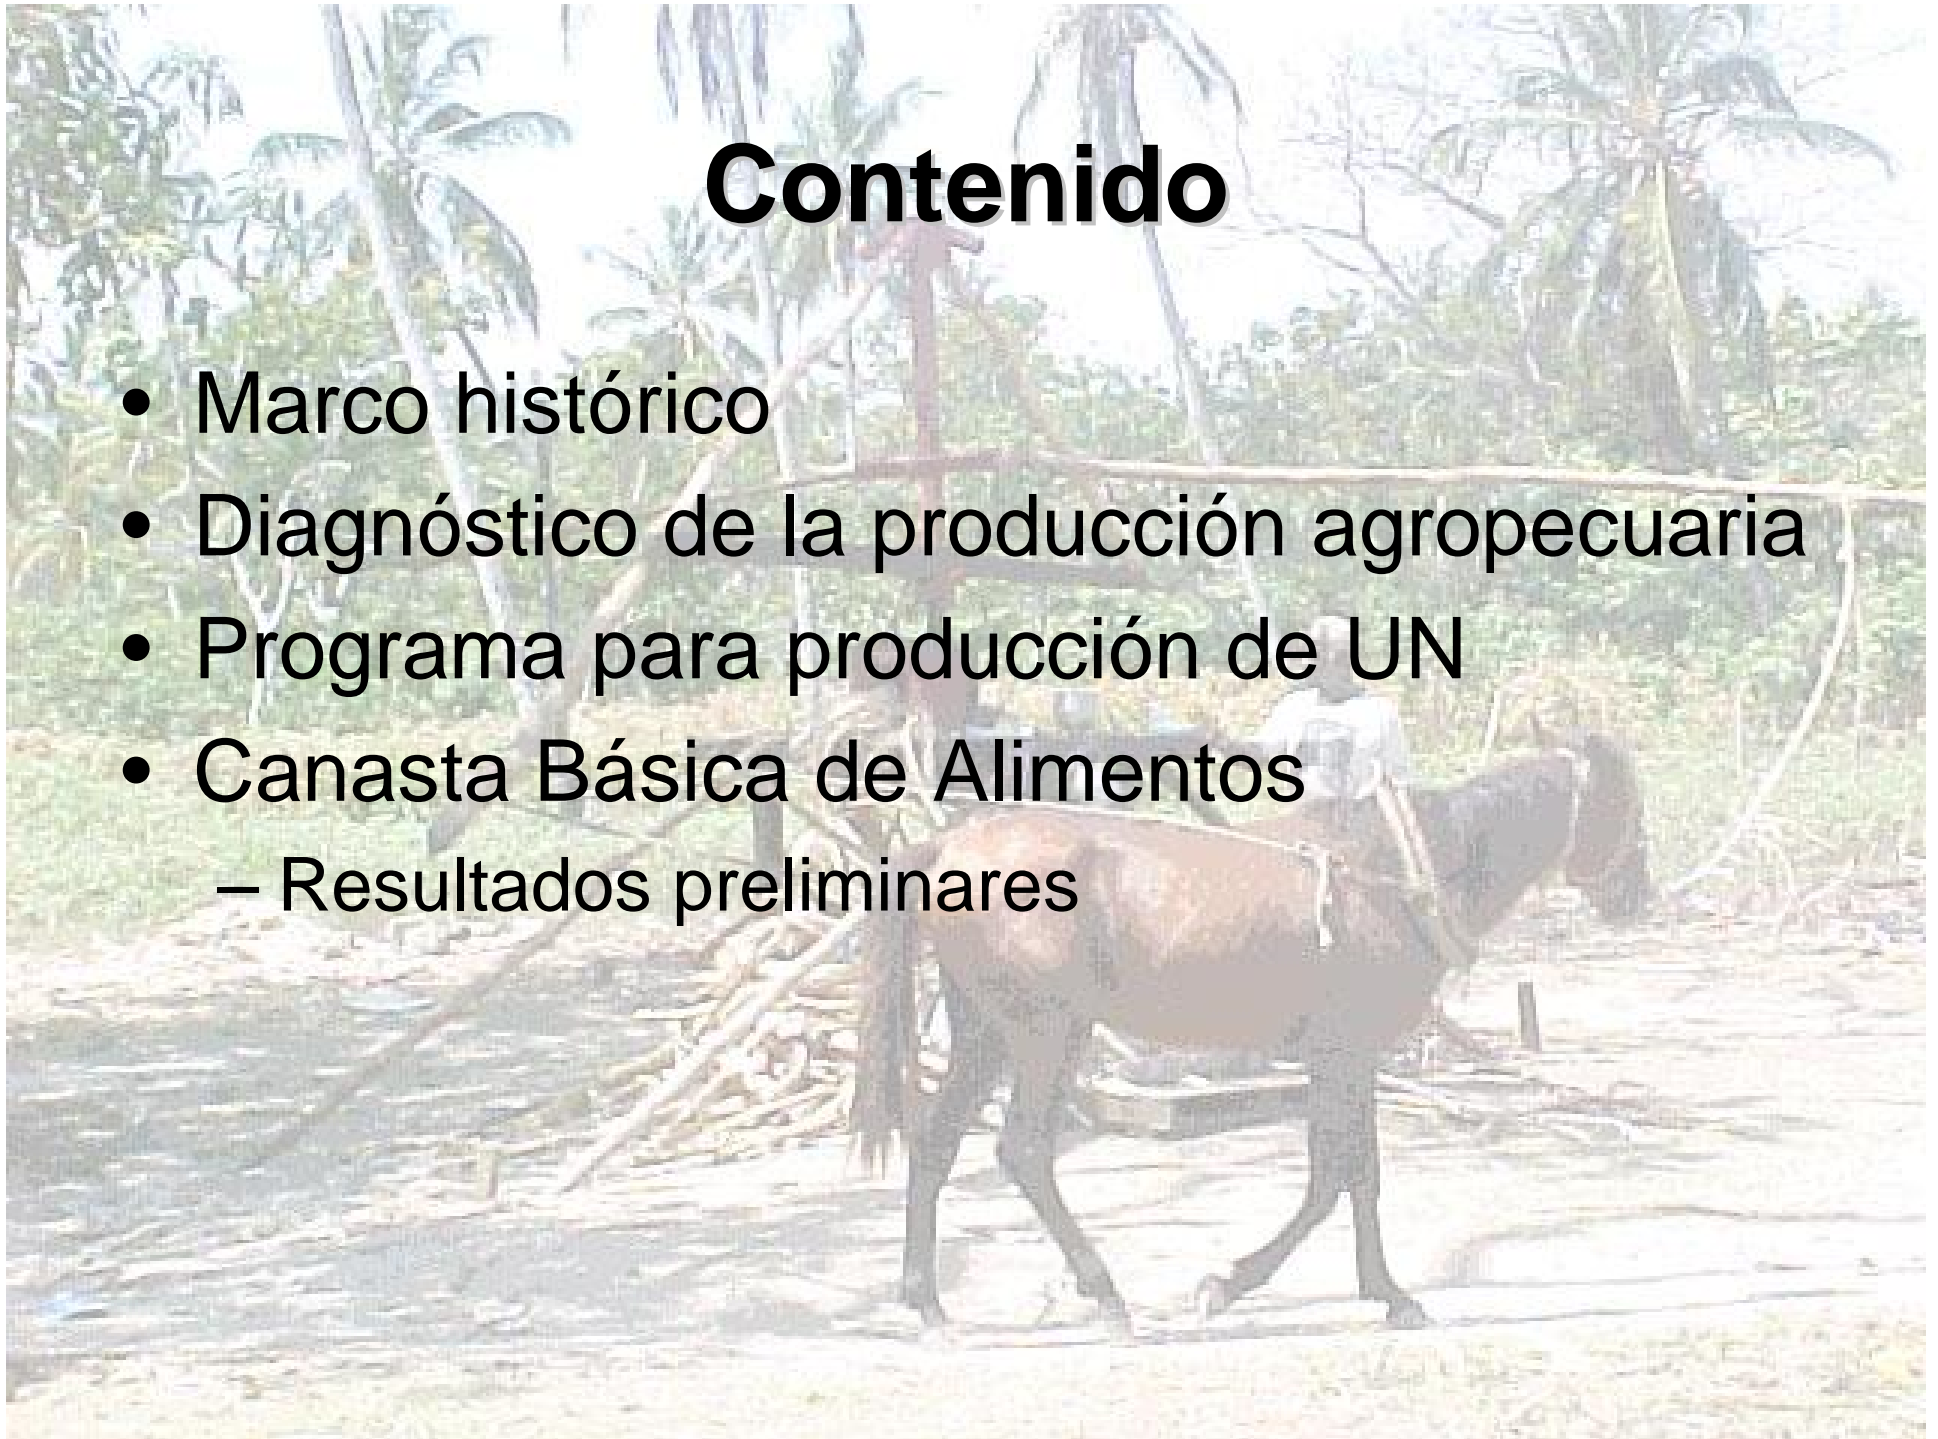 Contenido
• Marco histórico
• Diagnóstico de la producción agropecuaria
• Programa para producción de UN
• Canasta Básica de Alimentos
– Resultados preliminares